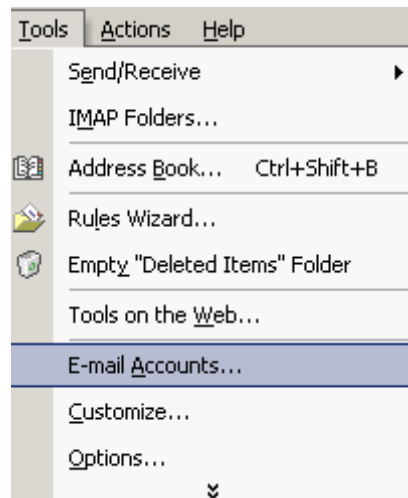 Tools Actions Help
Send/Receive
IMAP Folders...
Address Book... Ctrl+Shift+B
Rules Wizard...
Empty "Deleted Items" Folder
Tools on the Web...
E-mail Accounts...
Customize...
Options...